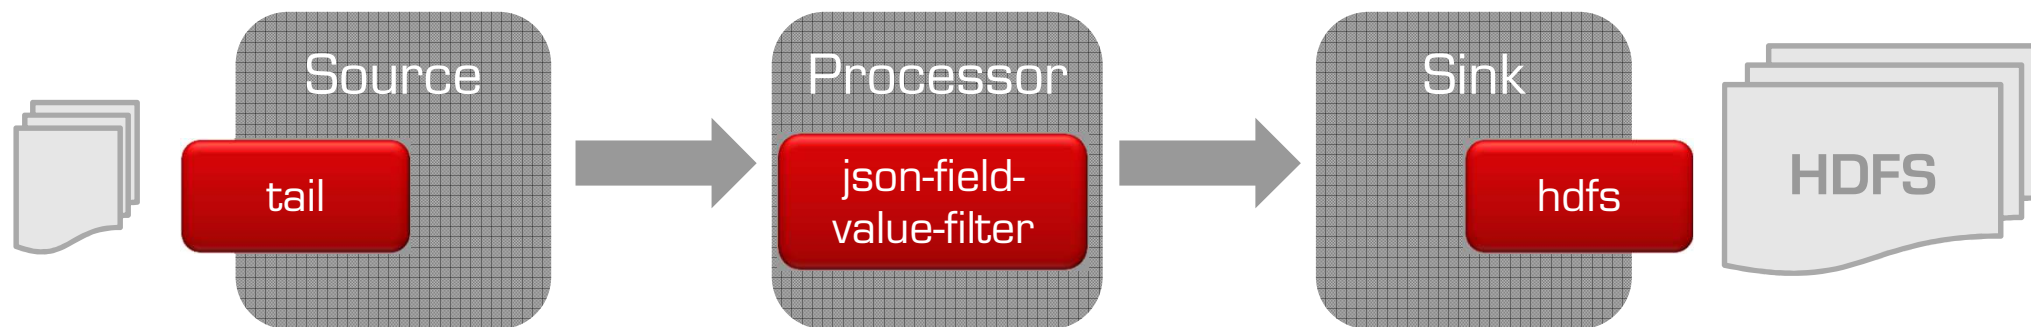 Source
tail
Processor
json-field-
value-filter
Sink
hdfs
HDFS